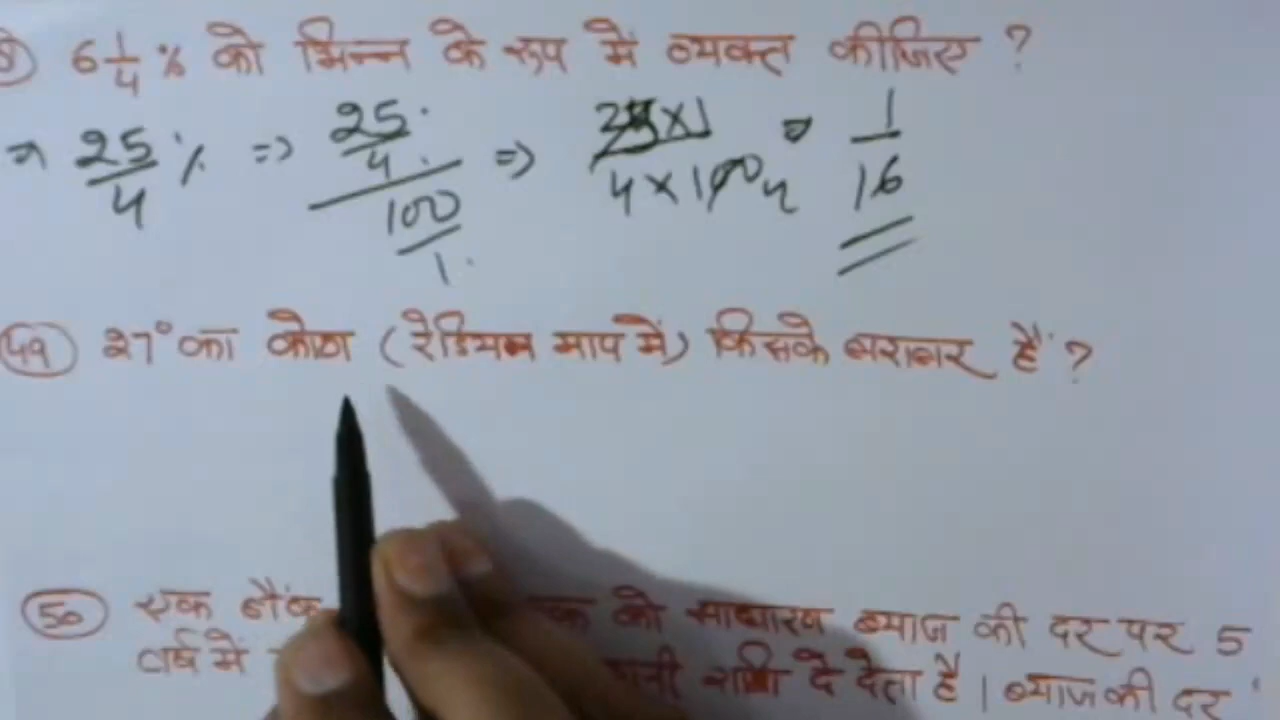 6 1/4 % को भिन्न के रूप में व्यक्त कीजिए ?
25/4 % => 25/4 / 100/1 => 25×1 / 4×100 4 = 1/16
49 27° का कोण (रेडियन माप में) किसके बराबर हैं ?
50 एक बैंक को साधारण ब्याज की दर पर 5
वर्ष में राशि दे देता है । ब्याज की दर